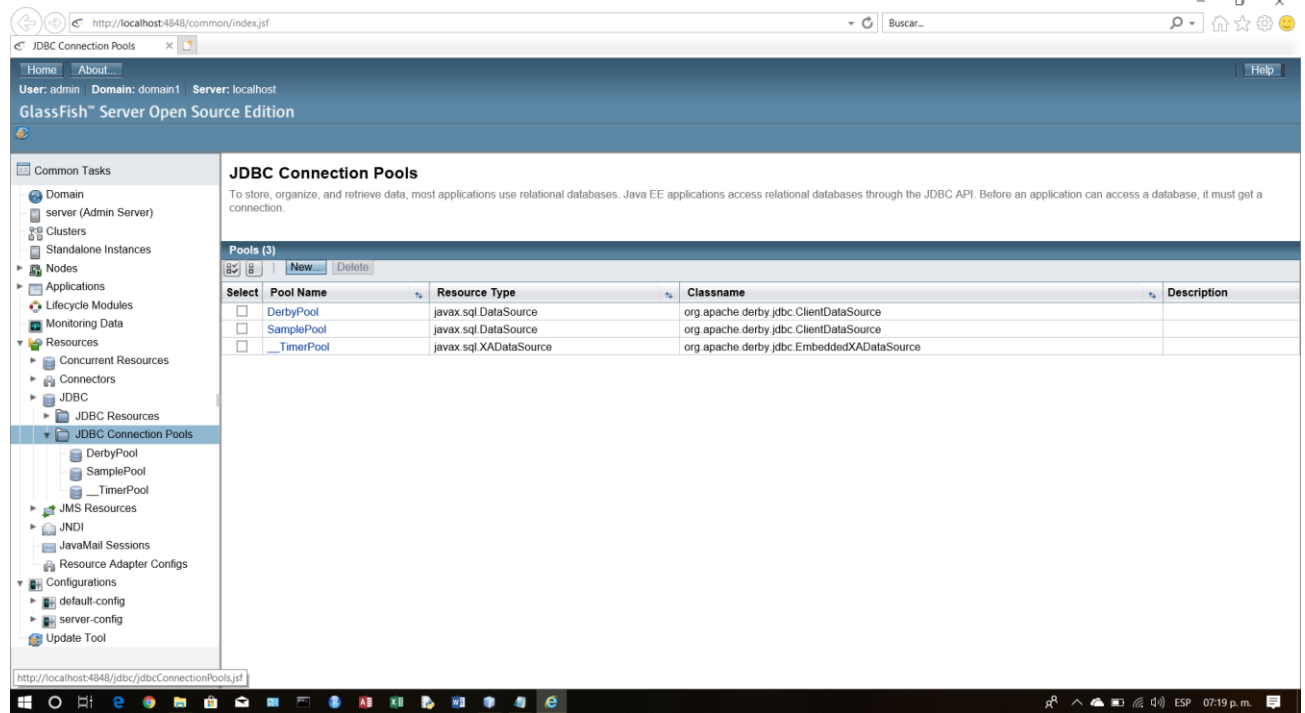 http://localhost:4848/common/index.jsf
Buscar...
JDBC Connection Pools
Home About...
Help
User: admin Domain: domain1 Server: localhost
GlassFish™ Server Open Source Edition
Common Tasks
Domain
server (Admin Server)
Clusters
Standalone Instances
Nodes
Applications
Lifecycle Modules
Monitoring Data
Resources
Concurrent Resources
Connectors
JDBC
JDBC Resources
JDBC Connection Pools
DerbyPool
SamplePool
__TimerPool
JMS Resources
JNDI
JavaMail Sessions
Resource Adapter Configs
Configurations
default-config
server-config
Update Tool
http://localhost:4848/jdbc/jdbcConnectionPools.jsf
JDBC Connection Pools
To store, organize, and retrieve data, most applications use relational databases. Java EE applications access relational databases through the JDBC API. Before an application can access a database, it must get a
connection.
Pools (3)
New... Delete
Select Pool Name Resource Type Classname Description
DerbyPool javax.sql.DataSource org.apache.derby.jdbc.ClientDataSource
SamplePool javax.sql.DataSource org.apache.derby.jdbc.ClientDataSource
__TimerPool javax.sql.XADataSource org.apache.derby.jdbc.EmbeddedXADataSource
ESP 07:19 p. m.